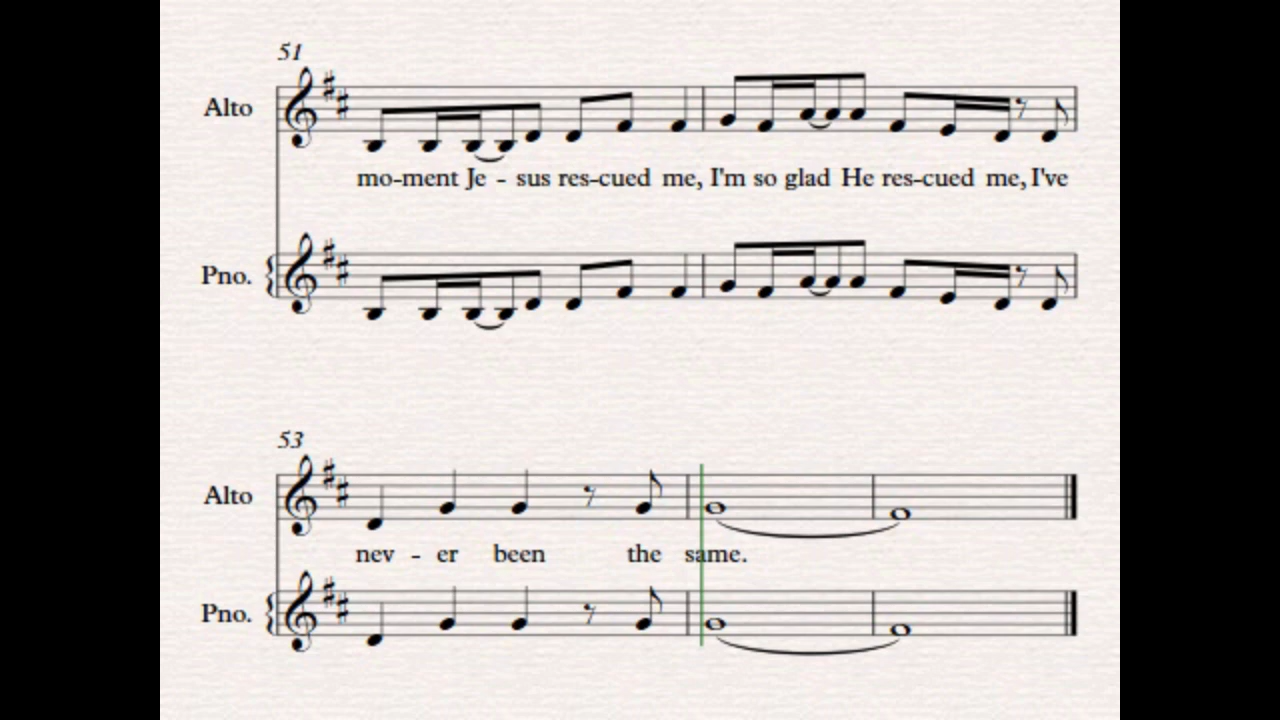 51
Alto
mo-ment Je - sus res-cued me, I'm so glad He res-cued me, I've
Pno.
53
Alto
nev - er been the same.
Pno.